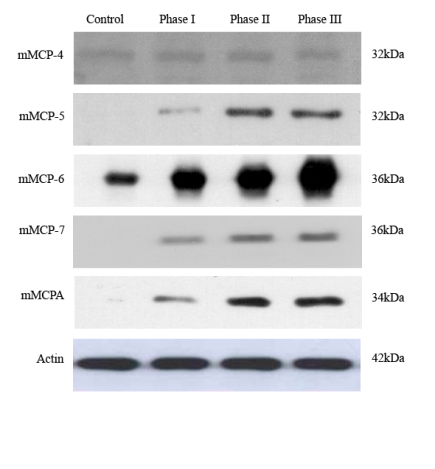 Control Phase I Phase II Phase III
mMCP-4 32kDa
mMCP-5 32kDa
mMCP-6 36kDa
mMCP-7 36kDa
mMCPA 34kDa
Actin 42kDa